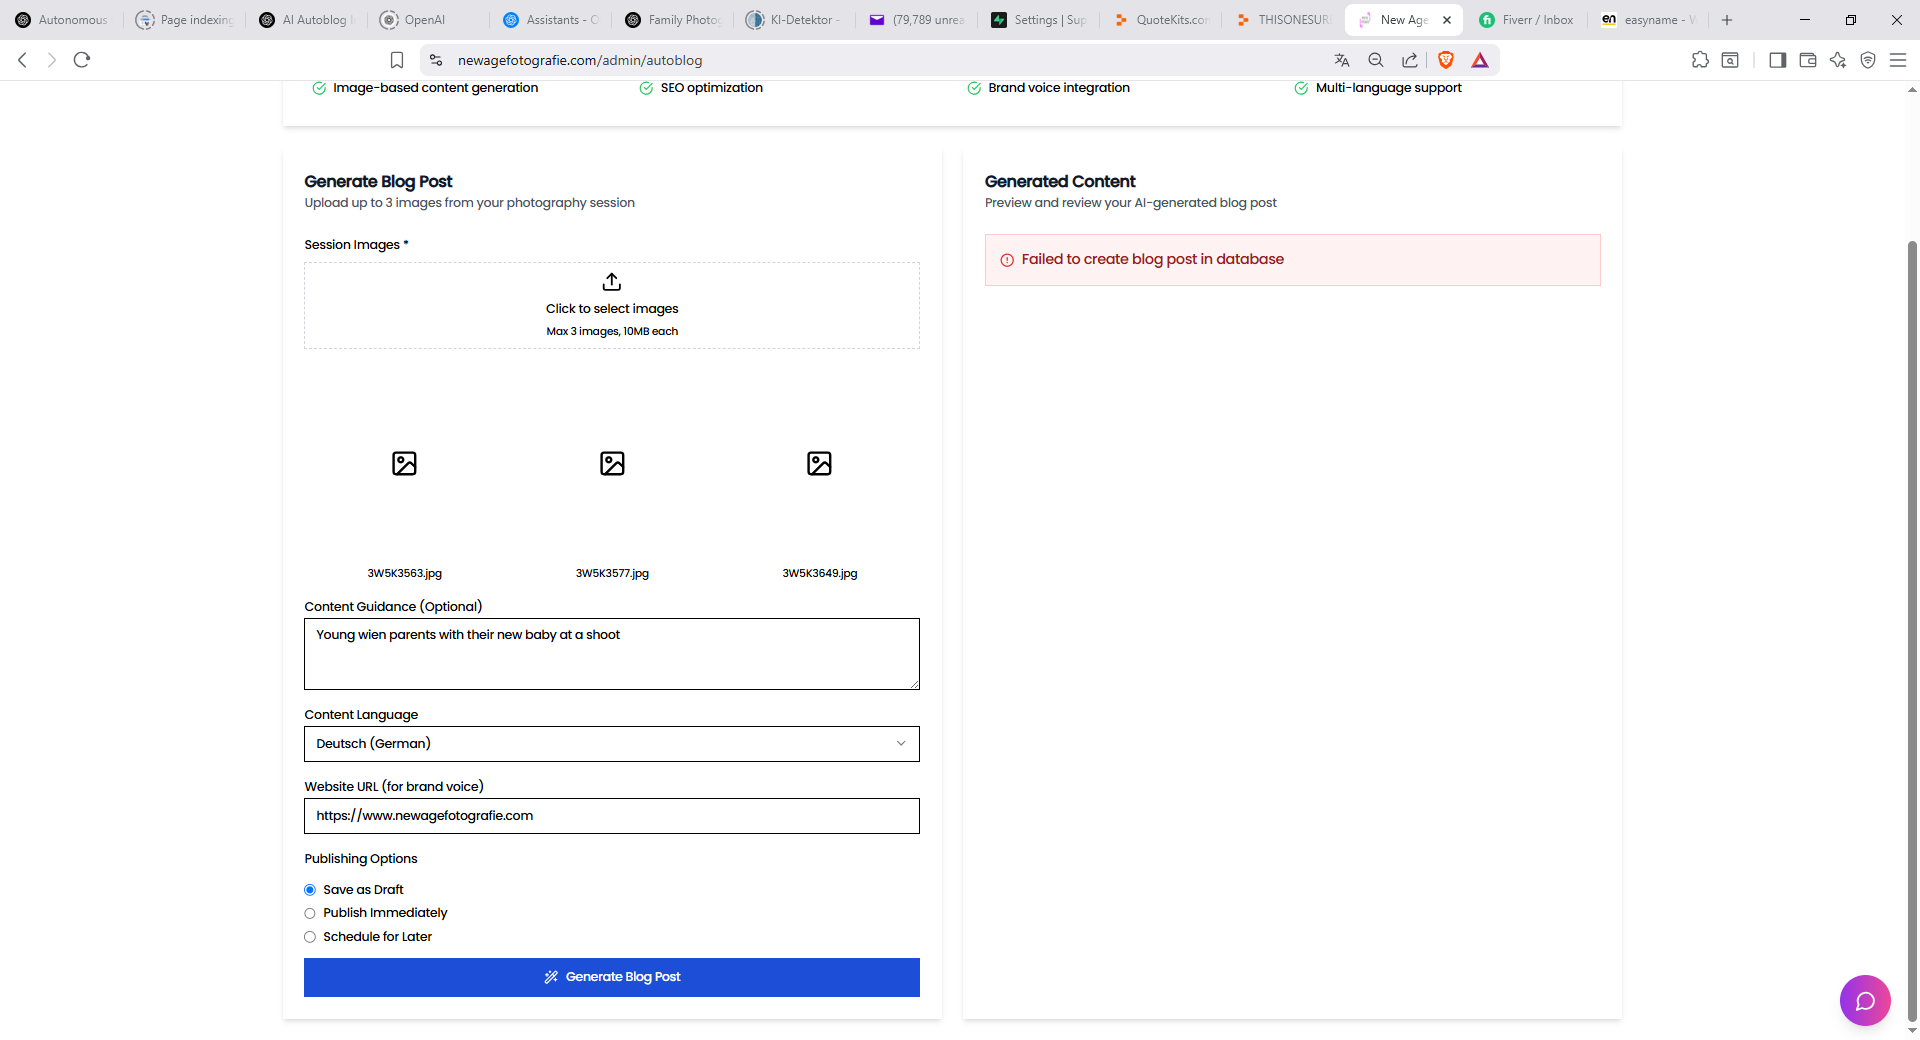 Autonomous
Page indexing
AI Autoblog I
OpenAI
Assistants - O
Family Photog
KI-Detektor -
(79,789 unrea
Settings | Sup
QuoteKits.com
THISONESURE
New Age
Fiverr / Inbox
easyname - W
newagefotografie.com/admin/autoblog
Image-based content generation
SEO optimization
Brand voice integration
Multi-language support
Generate Blog Post
Upload up to 3 images from your photography session
Session Images *
Click to select images
Max 3 images, 10MB each
3W5K3563.jpg
3W5K3577.jpg
3W5K3649.jpg
Content Guidance (Optional)
Young wien parents with their new baby at a shoot
Content Language
Deutsch (German)
Website URL (for brand voice)
https://www.newagefotografie.com
Publishing Options
Save as Draft
Publish Immediately
Schedule for Later
Generate Blog Post
Generated Content
Preview and review your AI-generated blog post
Failed to create blog post in database